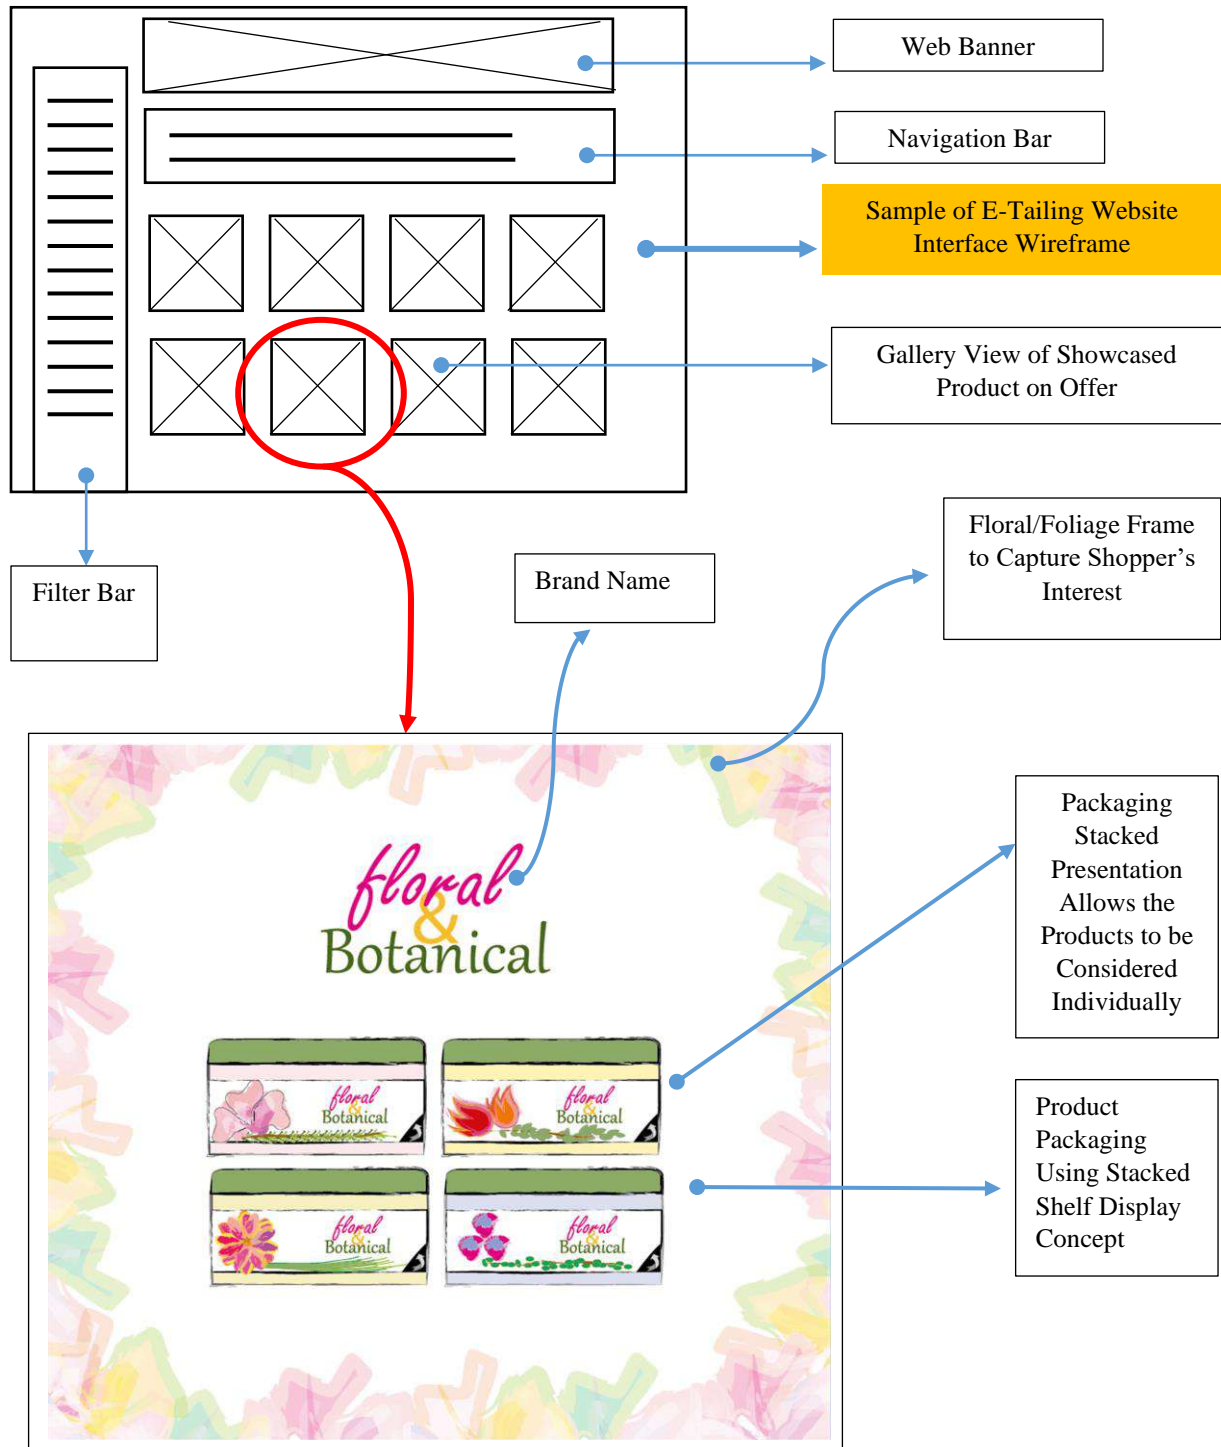 Web Banner
Navigation Bar
Sample of E-Tailing Website
Interface Wireframe
Gallery View of Showcased
Product on Offer
Filter Bar
Brand Name
Floral/Foliage Frame
to Capture Shopper’s
Interest
floral
&
Botanical
Packaging
Stacked
Presentation
Allows the
Products to be
Considered
Individually
floral
&
Botanical
floral
&
Botanical
floral
&
Botanical
floral
&
Botanical
Product
Packaging
Using Stacked
Shelf Display
Concept